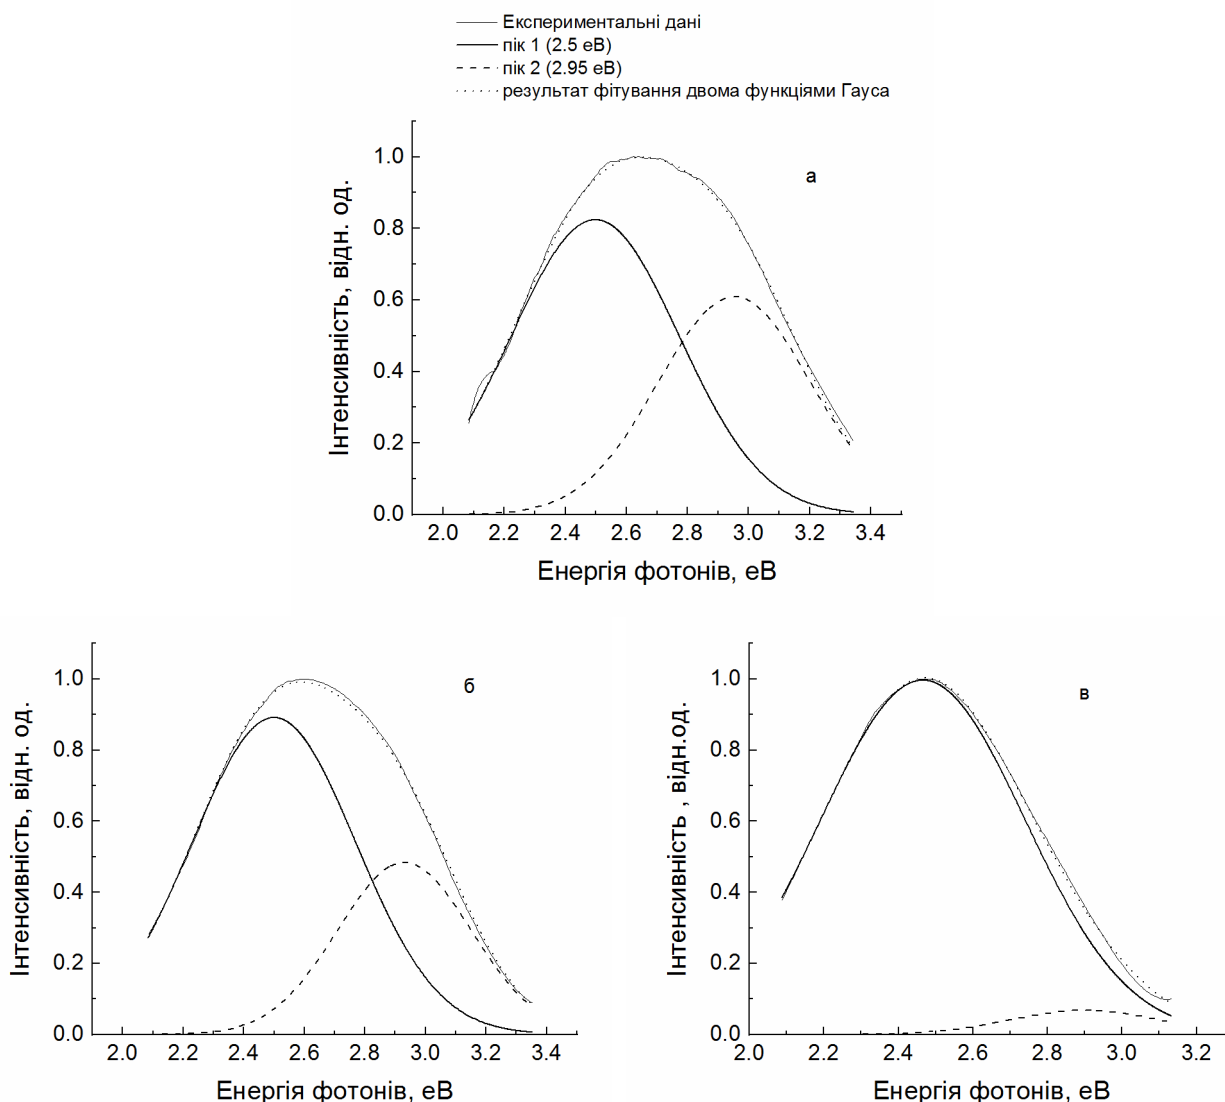 Експериментальні дані
пік 1 (2.5 еВ)
пік 2 (2.95 еВ)
результат фітування двома функціями Гауса
а
Інтенсивність, відн. од.
1.0
0.8
0.6
0.4
0.2
0.0
2.0 2.2 2.4 2.6 2.8 3.0 3.2 3.4
Енергія фотонів, еВ
б
Інтенсивність, відн. од.
1.0
0.8
0.6
0.4
0.2
0.0
2.0 2.2 2.4 2.6 2.8 3.0 3.2 3.4
Енергія фотонів, еВ
в
Інтенсивність , відн.од.
1.0
0.8
0.6
0.4
0.2
0.0
2.0 2.2 2.4 2.6 2.8 3.0 3.2
Енергія фотонів, еВ